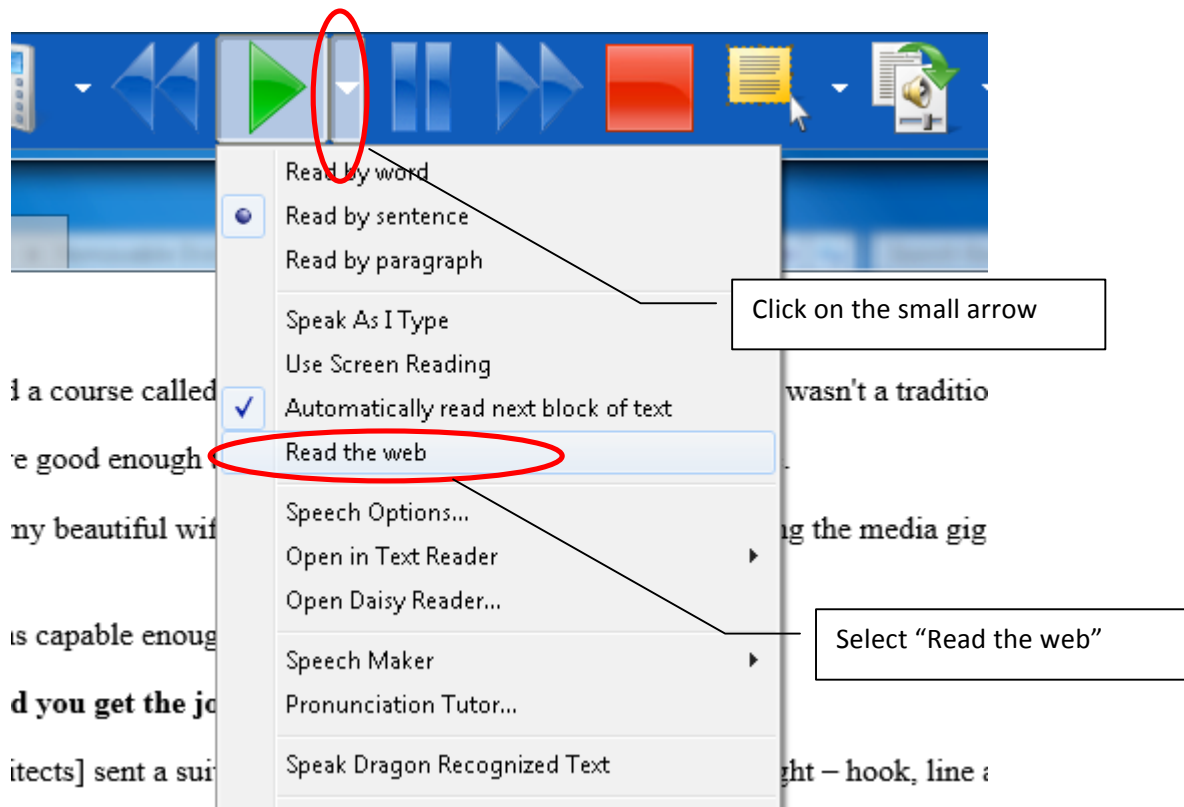 Read by word
Read by sentence
Read by paragraph
Click on the small arrow
Speak As I Type
Use Screen Reading
d a course called
wasn't a traditio
Automatically read next block of text
re good enough
Read the web
.
Speech Options...
my beautiful wif
ng the media gig
Open in Text Reader
Open Daisy Reader...
as capable enoug
Select “Read the web”
Speech Maker
d you get the jo
Pronunciation Tutor...
itects] sent a sui
Speak Dragon Recognized Text
ght – hook, line a